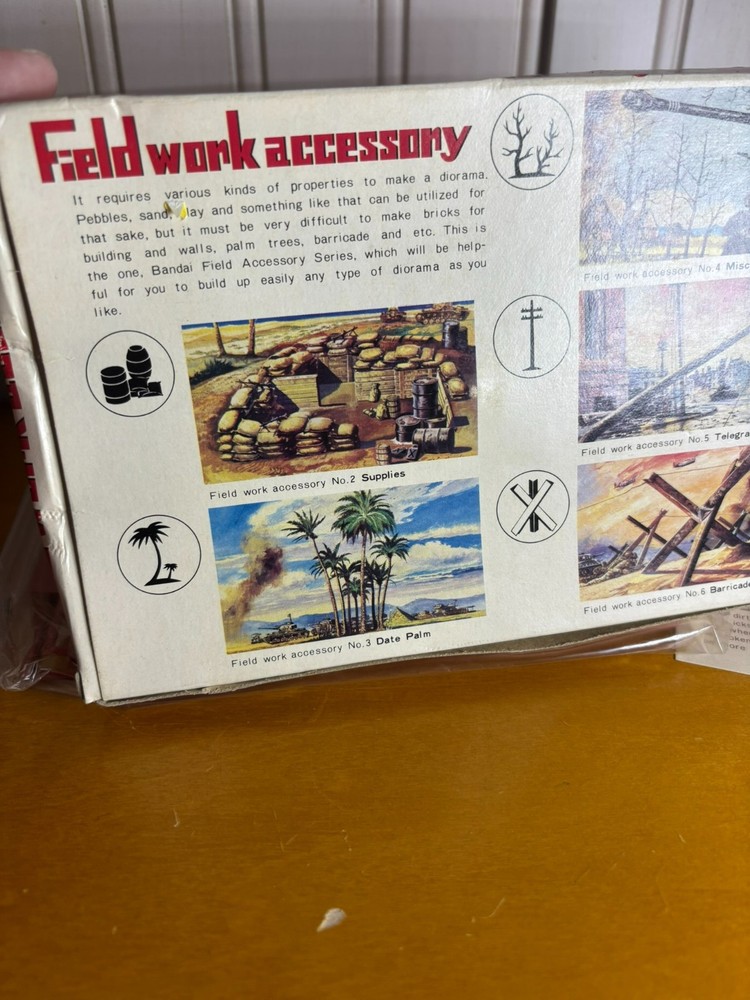 Field work accessory
It requires various kinds of properties to make a diorama.
Pebbles, sand, lay and something like that can be utilized for
that sake, but it must be very difficult to make bricks for
building and walls, palm trees, barricade and etc. This is
the one, Bandai Field Accessory Series, which will be help-
ful for you to build up easily any type of diorama as you
like.
Field work accessory No.2 Supplies
Field work accessory No.3 Date Palm
Field work accessory No.4 Misc
Field work accessory No.5 Telegra
Field work accessory No.6 Barricade